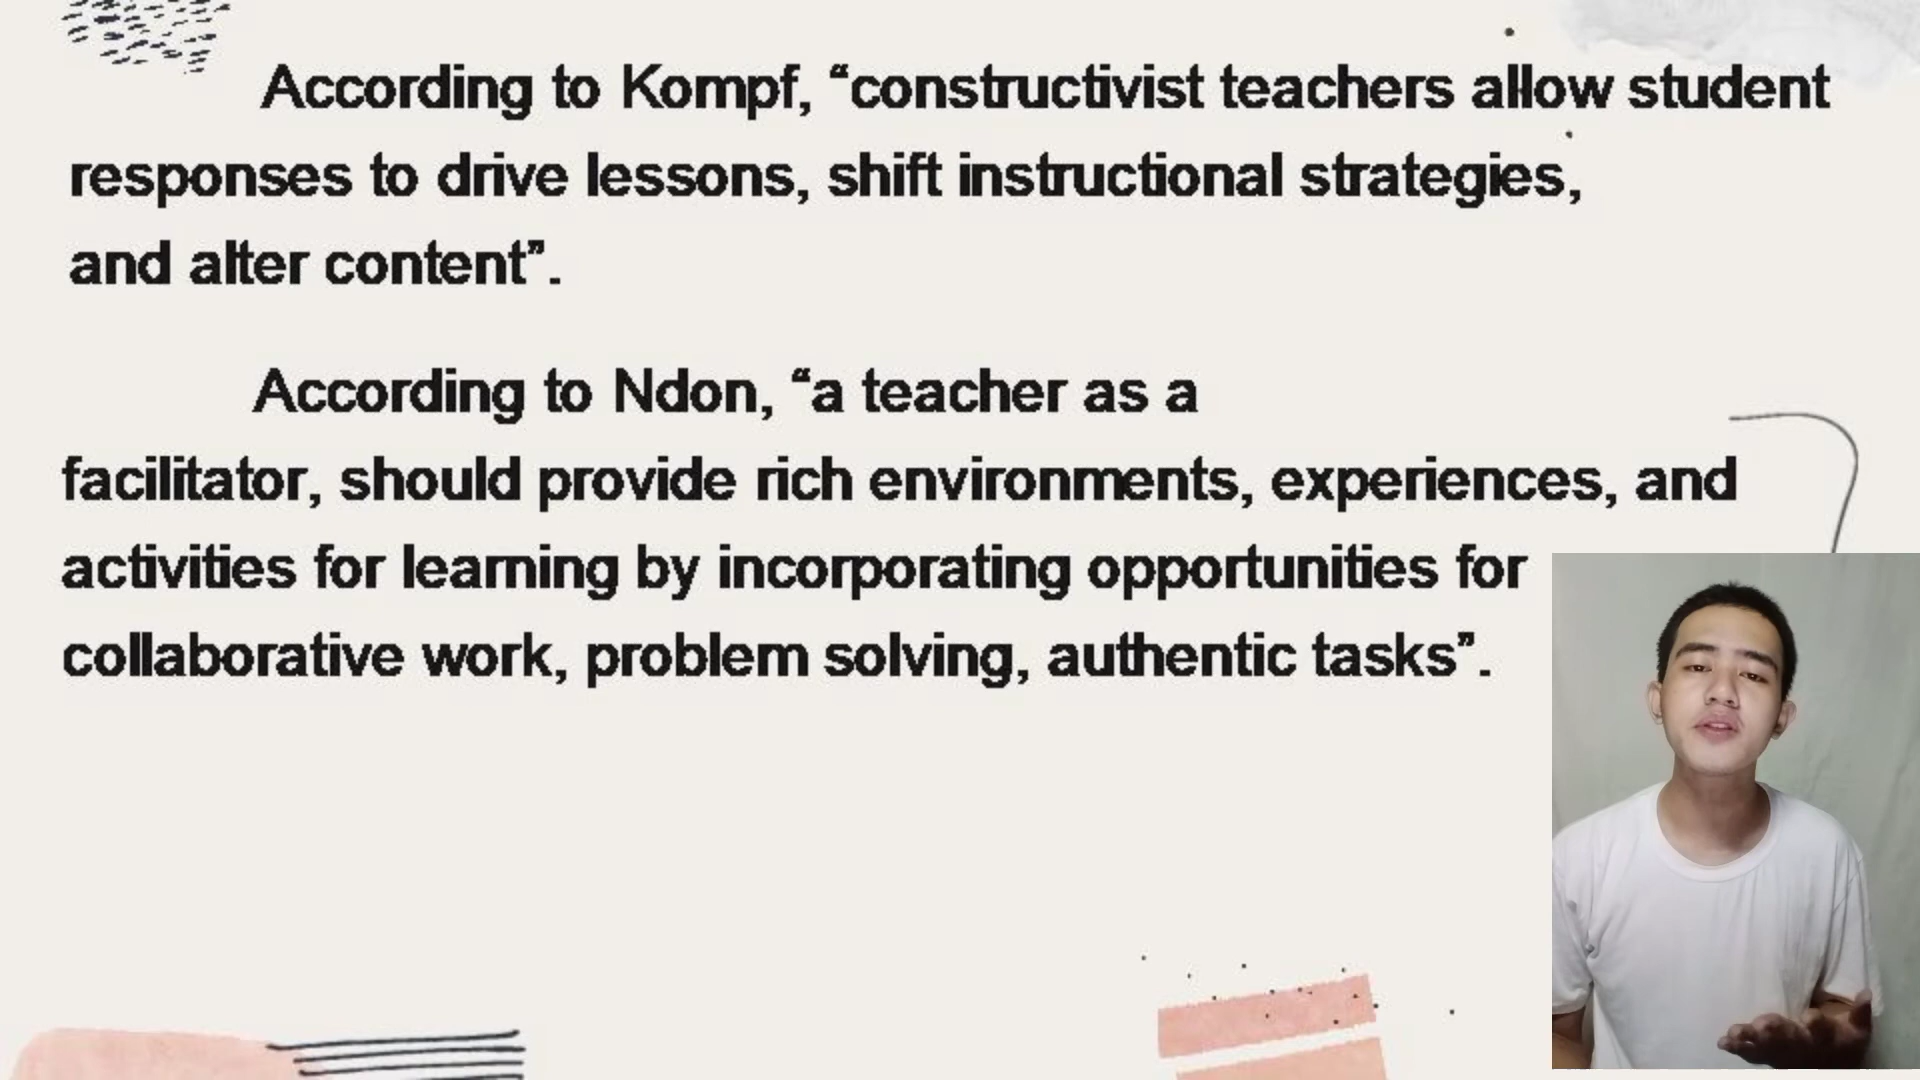 According to Kompf, “constructivist teachers allow student
responses to drive lessons, shift instructional strategies,
and alter content”.
According to Ndon, “a teacher as a
facilitator, should provide rich environments, experiences, and
activities for learning by incorporating opportunities for
collaborative work, problem solving, authentic tasks”.